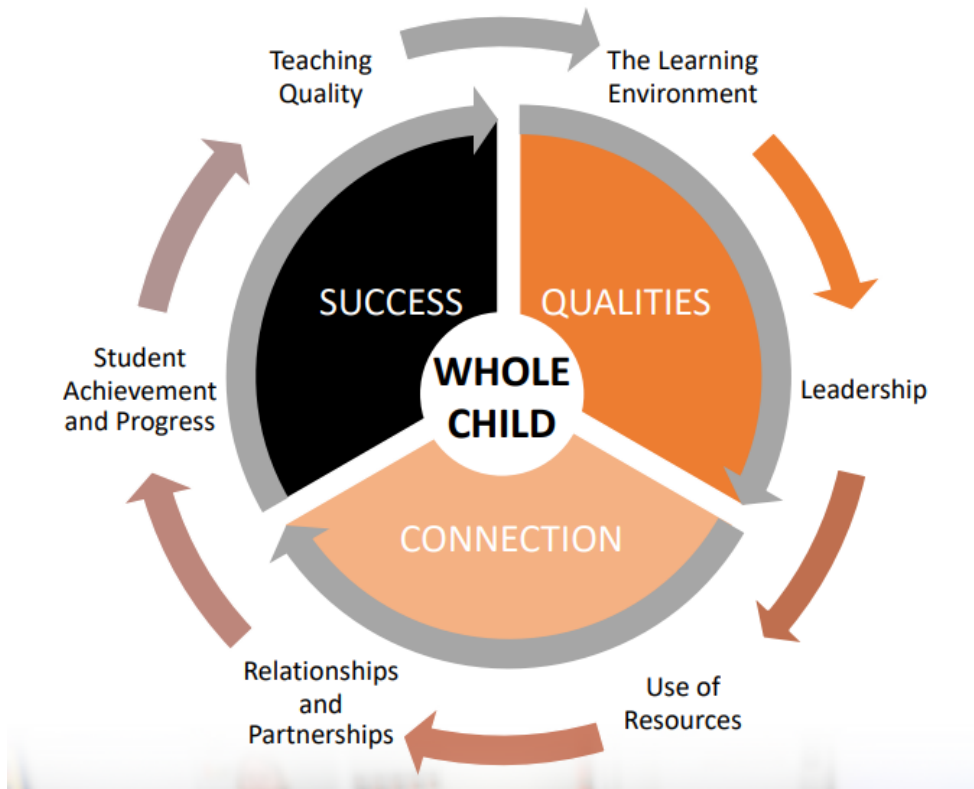 Teaching
Quality
The Learning
Environment
SUCCESS
QUALITIES
WHOLE
CHILD
Student
Achievement
and Progress
Leadership
CONNECTION
Relationships
and
Partnerships
Use of
Resources